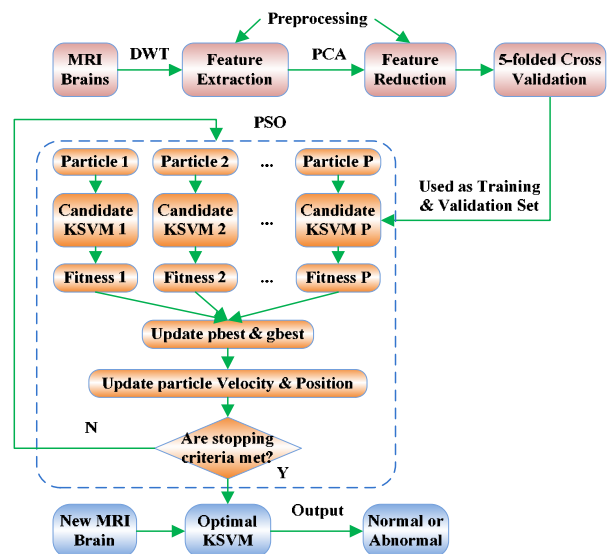 Preprocessing
MRI
Brains
DWT
Feature
Extraction
PCA
Feature
Reduction
5-folded Cross
Validation
PSO
Particle 1
Particle 2
...
Particle P
Used as Training
& Validation Set
Candidate
KSVM 1
Candidate
KSVM 2
...
Candidate
KSVM P
Fitness 1
Fitness 2
...
Fitness P
Update pbest & gbest
Update particle Velocity & Position
N
Are stopping
criteria met?
Y
New MRI
Brain
Optimal
KSVM
Output
Normal or
Abnormal